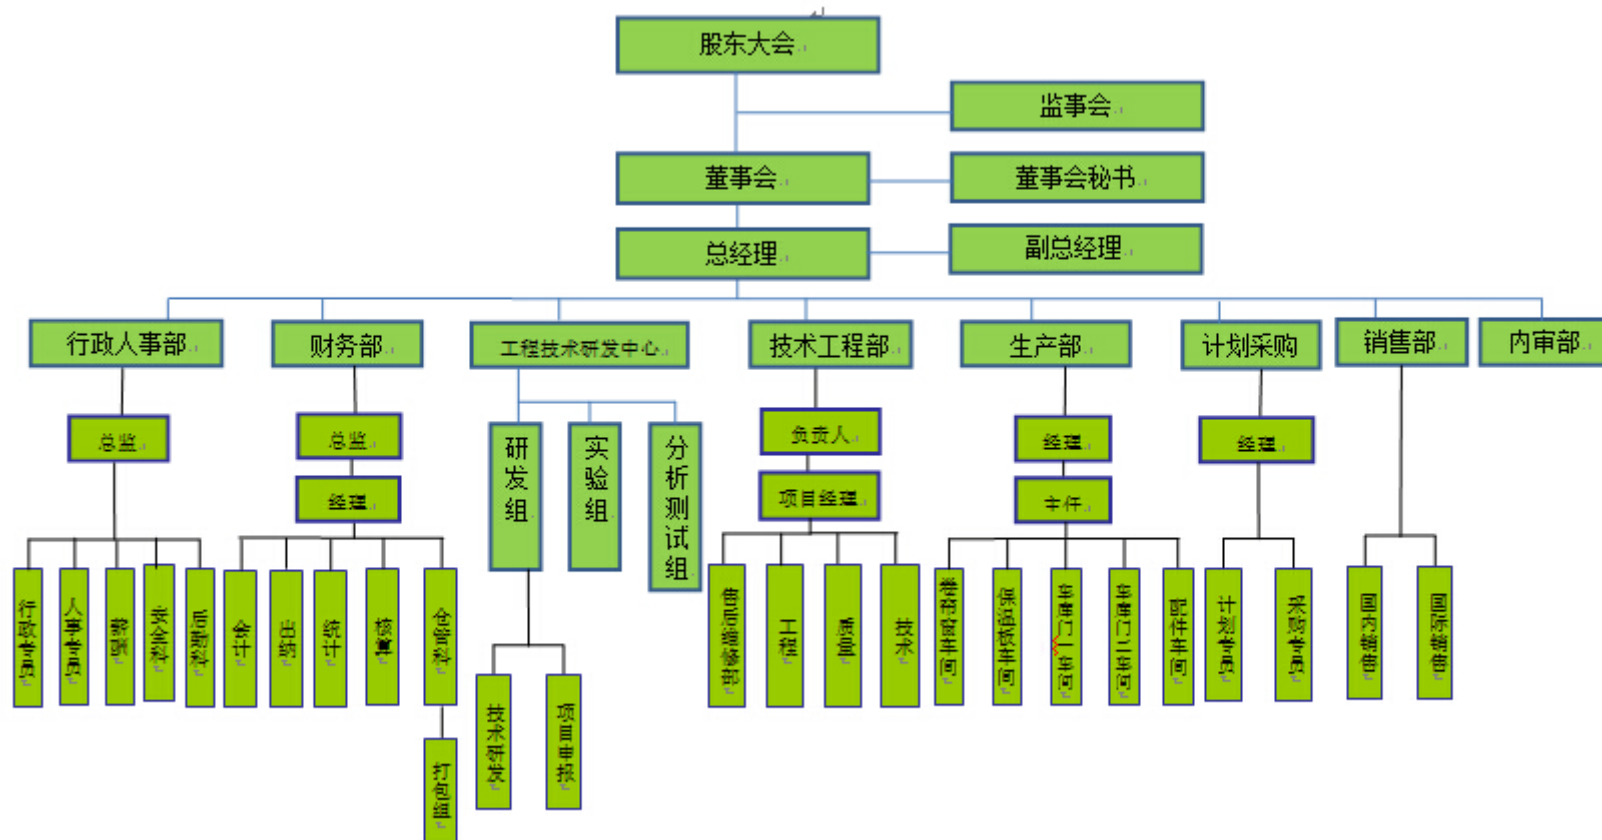 股东大会
监事会
董事会
董事会秘书
总经理
副总经理
行政人事部
财务部
工程技术研发中心
技术工程部
生产部
计划采购
销售部
内审部
总监
总监
经理
研发组
实验组
分析测试组
负责人
项目经理
经理
主任
经理
行政专员
人事专员
薪酬
安全科
后勤科
会计
出纳
统计
核算
仓管科
打包组
技术研发
项目申报
售后维修部
工程
质量
技术
卷帘窗车间
保温板车间
车库门一车间
车库门二车间
配件车间
计划专员
采购专员
国内销售
国际销售